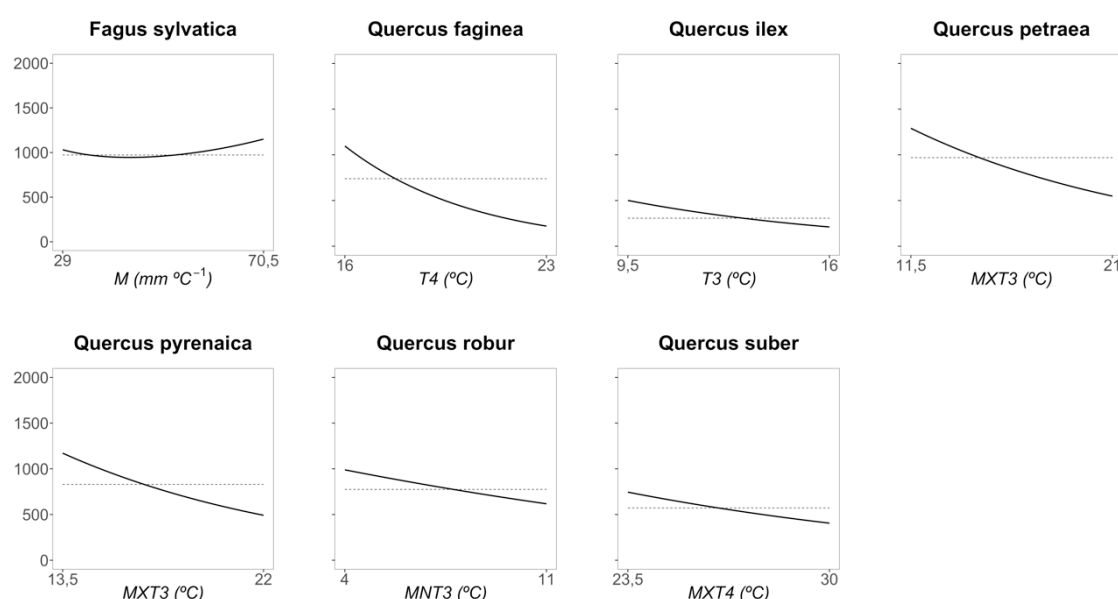 Fagus sylvatica
Quercus faginea
Quercus ilex
Quercus petraea
2000
1500
1000
500
0
29 70,5
M (mm ºC⁻¹)
16 23
T4 (ºC)
9,5 16
T3 (ºC)
11,5 21
MXT3 (ºC)
Quercus pyrenaica
Quercus robur
Quercus suber
2000
1500
1000
500
0
13,5 22
MXT3 (ºC)
4 11
MNT3 (ºC)
23,5 30
MXT4 (ºC)